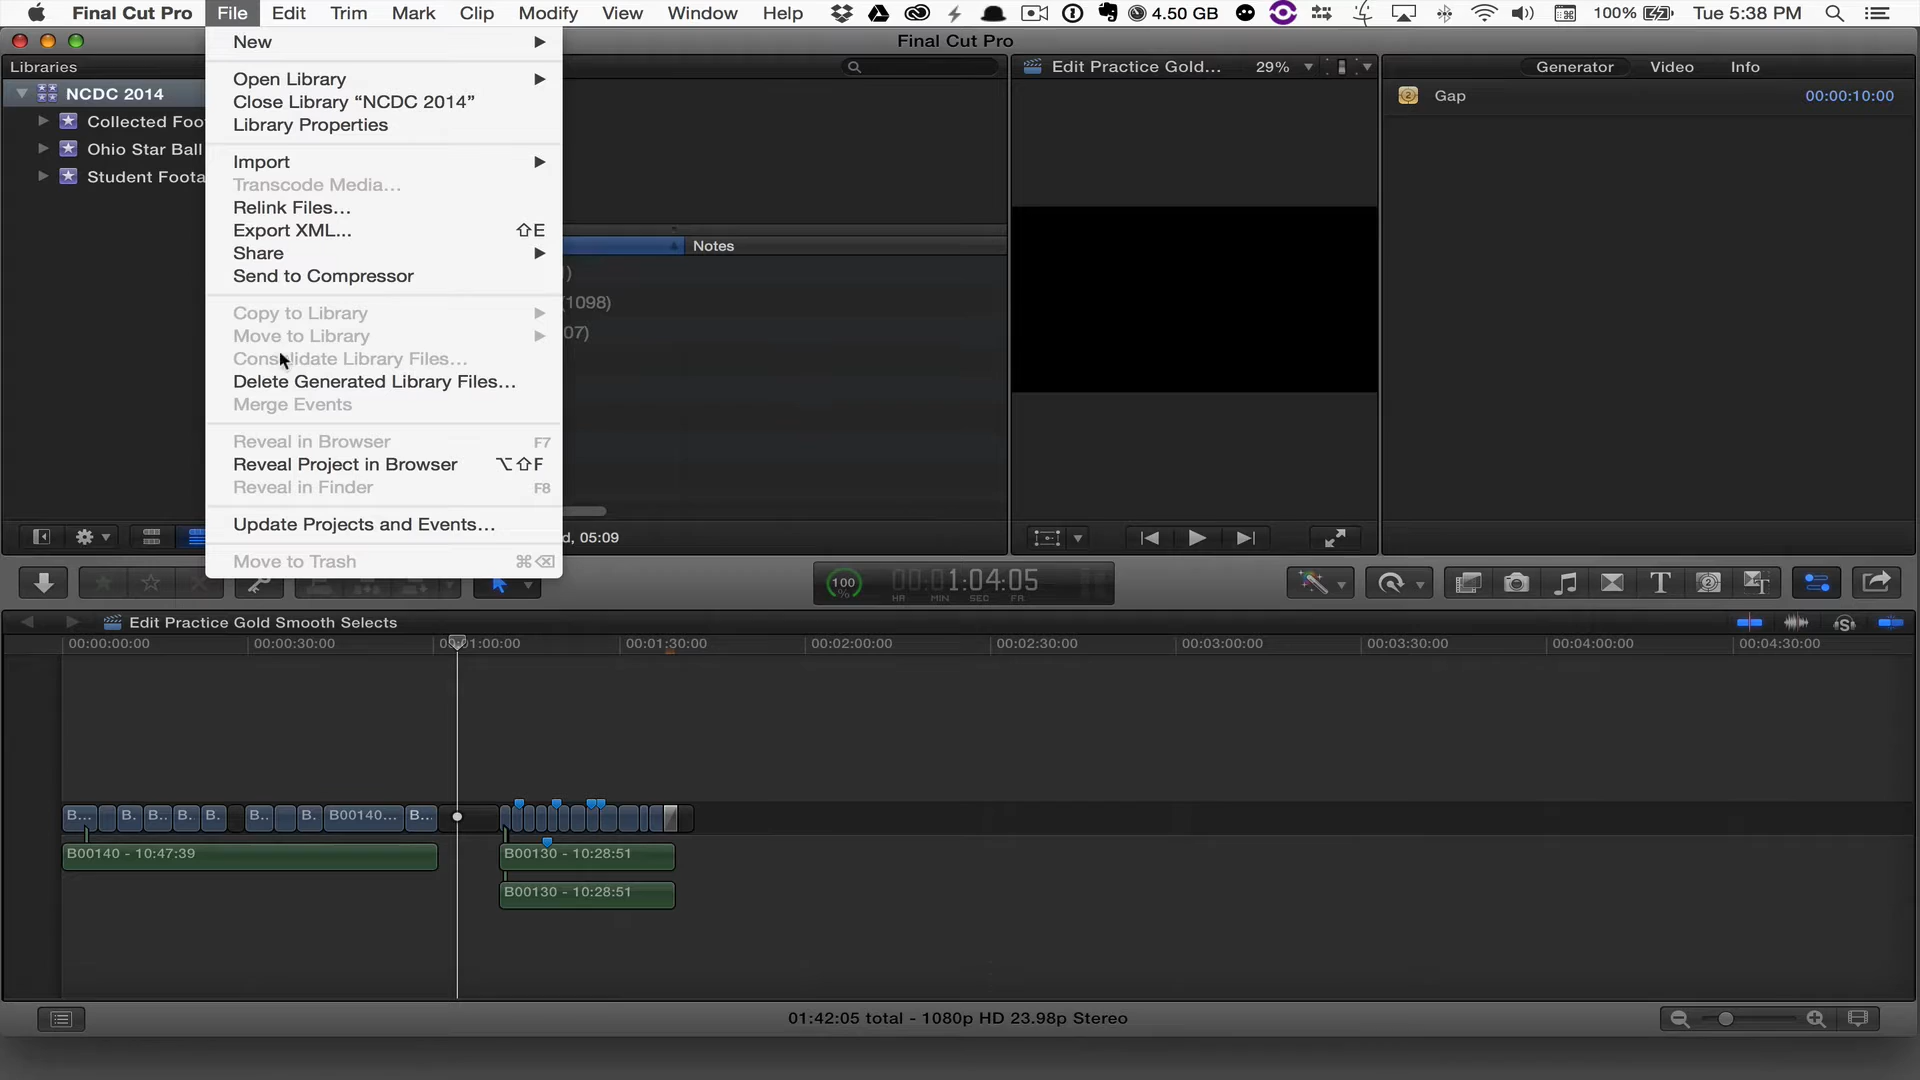 Final Cut Pro File Edit Trim Mark Clip Modify View Window Help 4.50 GB 100% Tue 5:38 PM
Final Cut Pro
Libraries
NCDC 2014
Collected Foo
Ohio Star Ball
Student Foota
New
Open Library
Close Library “NCDC 2014”
Library Properties
Import
Transcode Media...
Relink Files...
Export XML... ⇧E
Share
Send to Compressor
Copy to Library
Move to Library
Consolidate Library Files...
Delete Generated Library Files...
Merge Events
Reveal in Browser F7
Reveal Project in Browser ⌥⇧F
Reveal in Finder F8
Update Projects and Events...
Move to Trash ⌘⌫
Notes
)
(1098)
07)
d, 05:09
Edit Practice Gold... 29%
Generator Video Info
Gap 00:00:10:00
100 % 00:01:04:05
HR MIN SEC FR
Edit Practice Gold Smooth Selects
00:00:00:00 00:00:30:00 00:01:00:00 00:01:30:00 00:02:00:00 00:02:30:00 00:03:00:00 00:03:30:00 00:04:00:00 00:04:30:00
B... B. B.. B. B. B.. B. B00140... B...
B00140 - 10:47:39 B00130 - 10:28:51
B00130 - 10:28:51
01:42:05 total - 1080p HD 23.98p Stereo